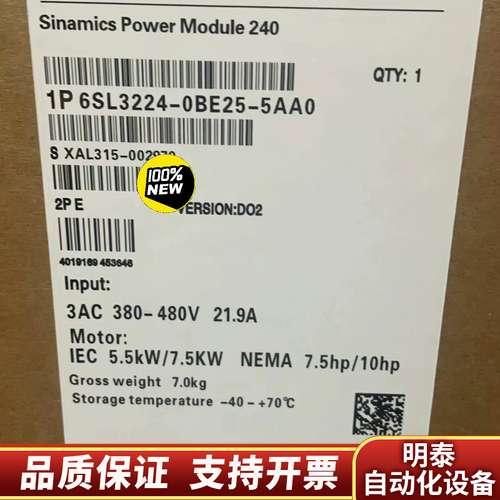 Sinamics Power Module 240
QTY: 1
1P 6SL3224-0BE25-5AA0
S XAL315-00
100%
NEW
2P E
VERSION:DO2
4019169 453646
Input:
3AC 380-480V 21.9A
Motor:
IEC 5.5kW/7.5KW NEMA 7.5hp/10hp
Gross weight 7.0kg
Storage temperature -40 - +70℃
品质保证 支持开票
明泰
自动化设备